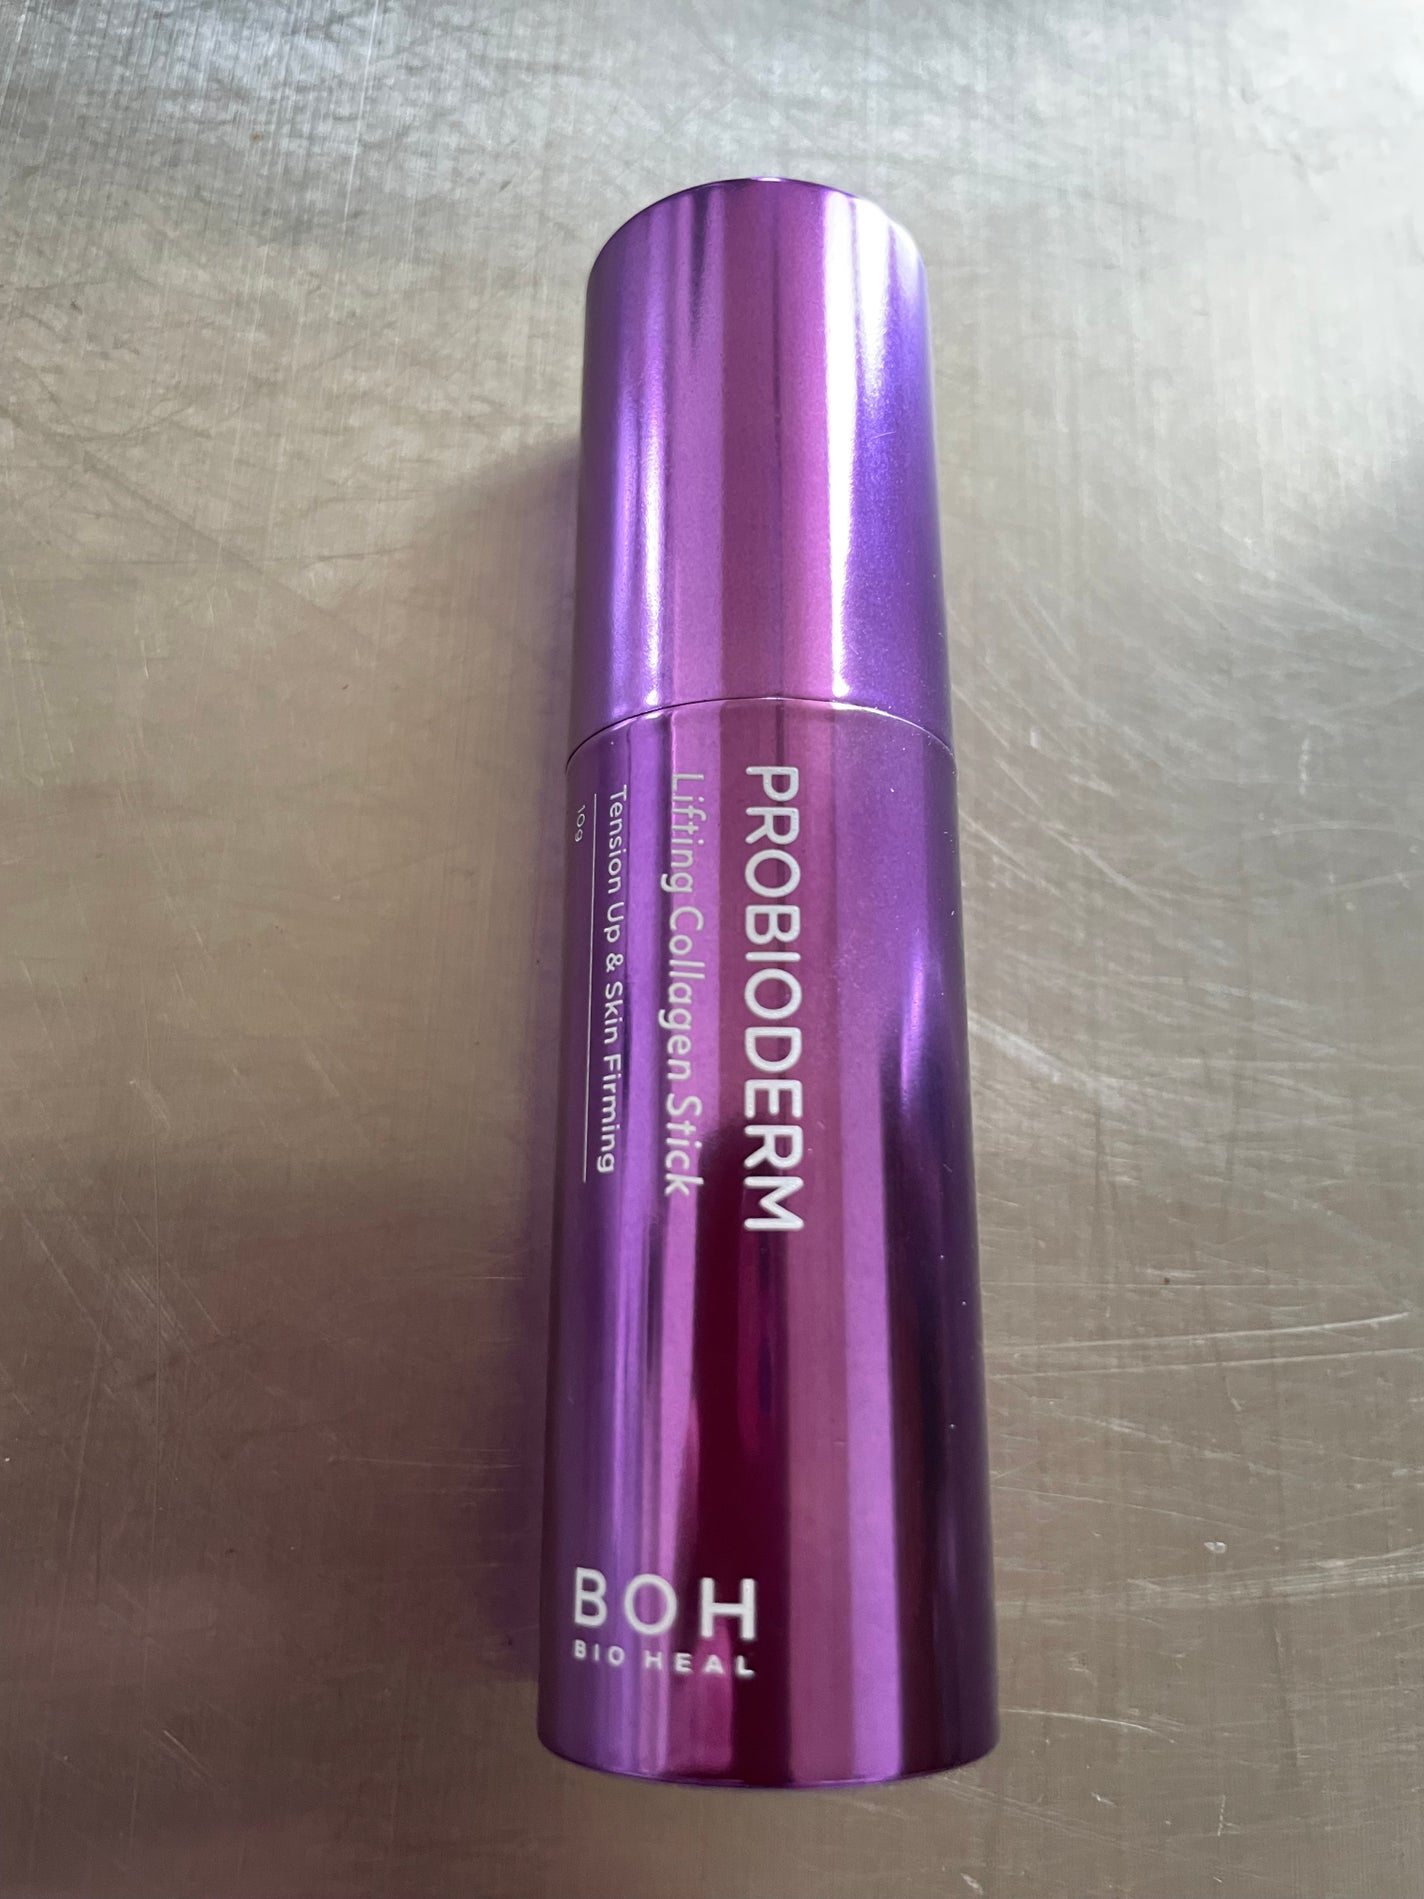 PROBIODERM
Lifting Collagen Stick
Tension Up & Skin Firming
10g
BOH
BIO HEAL